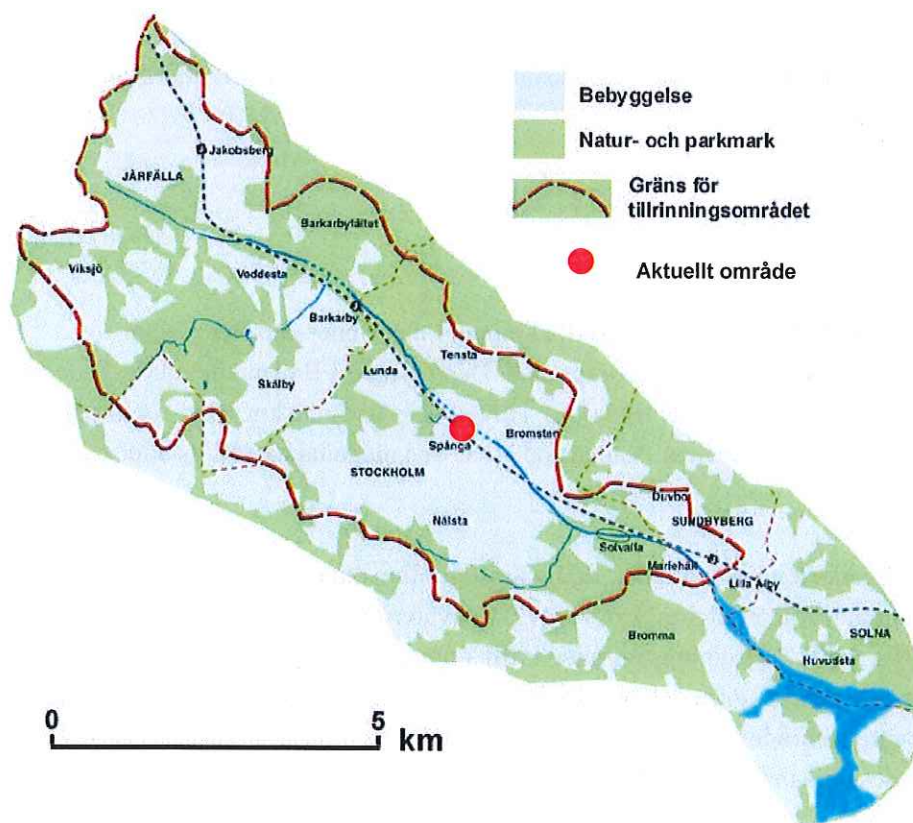 Bebyggelse
Natur- och parkmark
Gräns för
tillrinningsområdet
Aktuellt område
Jakobsberg
JÄRFÄLLA
Barkarbyfältet
Viksjö
Voddesta
Barkarby
Tensta
Lunda
Skälby
Spånga
Bromsten
STOCKHOLM
Nälsta
Duvbo
SUNDBYBERG
Solvalla
Mariehäll
Lilla Alby
Bromma
SOLNA
Huvudsta
0
5
km